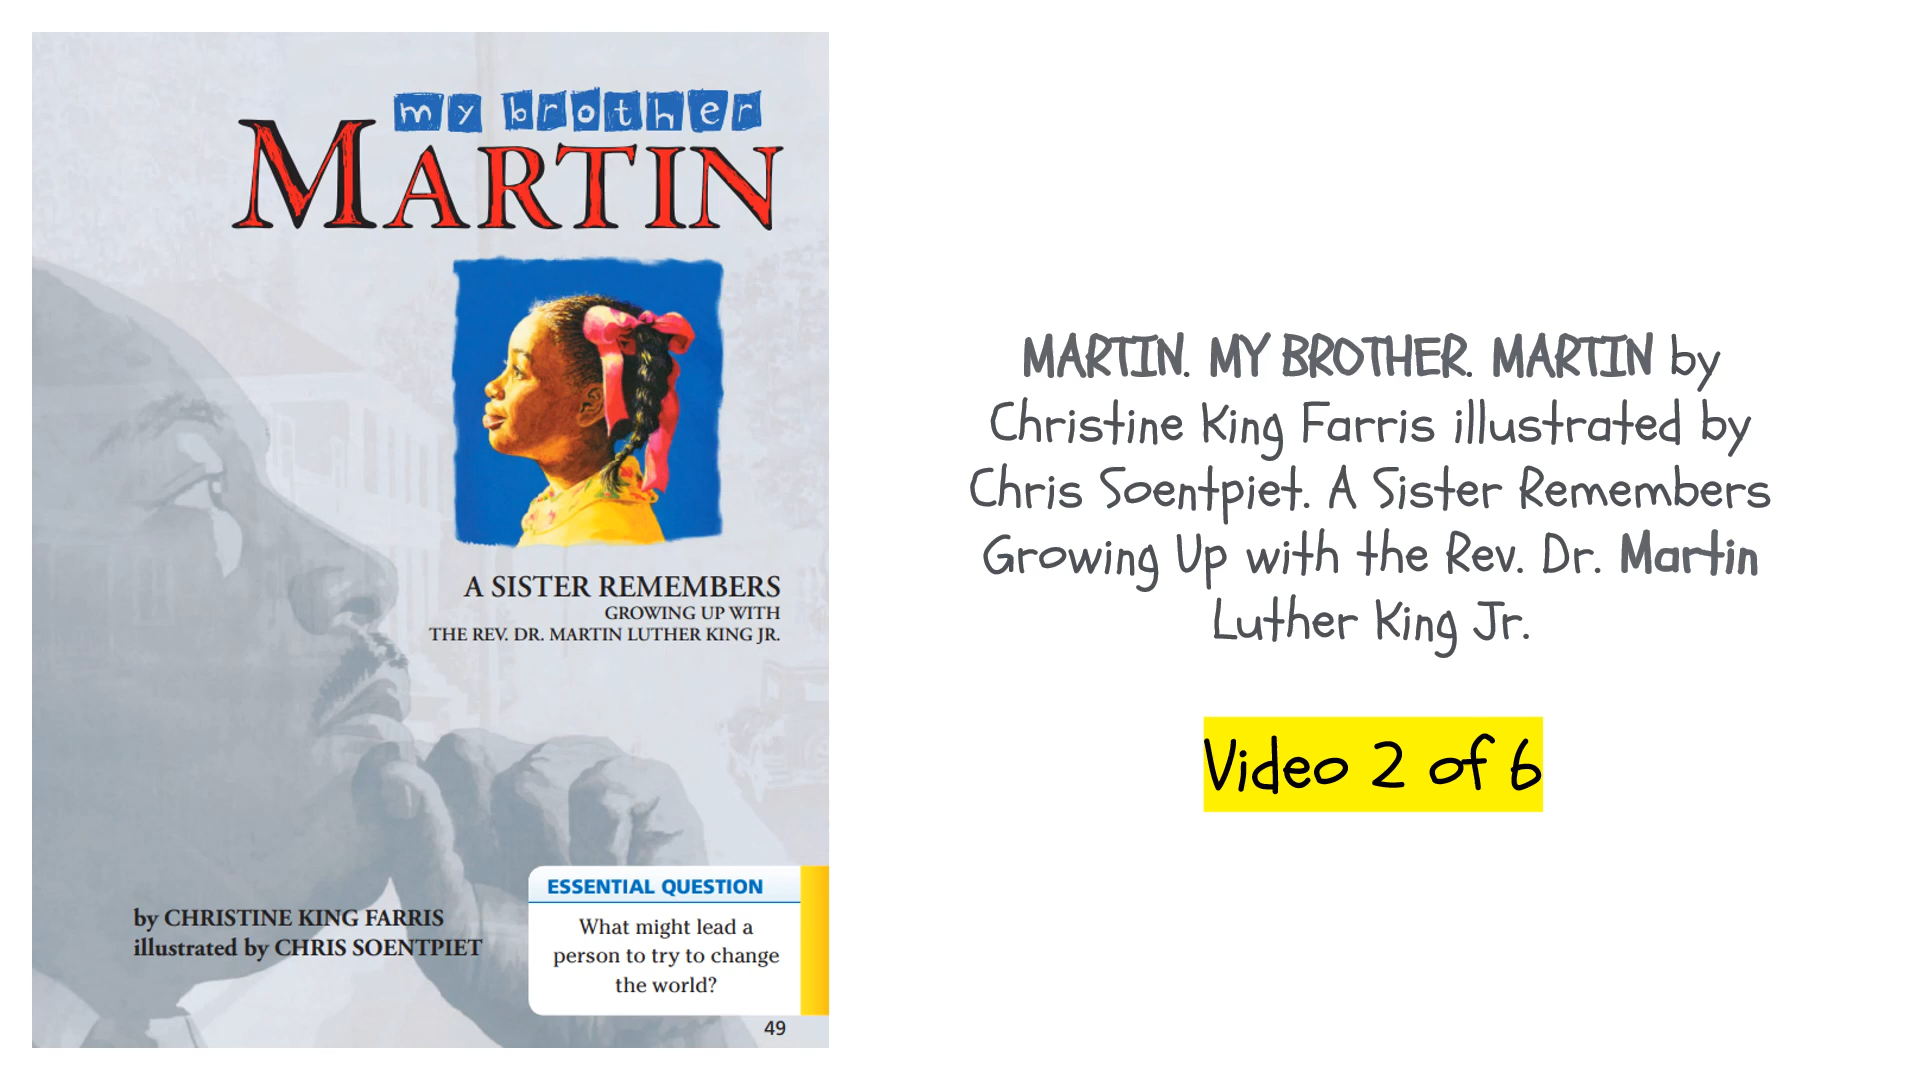 my brother
MARTIN
A SISTER REMEMBERS
GROWING UP WITH
THE REV. DR. MARTIN LUTHER KING JR.
by CHRISTINE KING FARRIS
illustrated by CHRIS SOENTPIET
ESSENTIAL QUESTION
What might lead a
person to try to change
the world?
49
MARTIN. MY BROTHER. MARTIN by
Christine King Farris illustrated by
Chris Soentpiet. A Sister Remembers
Growing Up with the Rev. Dr. Martin
Luther King Jr.
Video 2 of 6